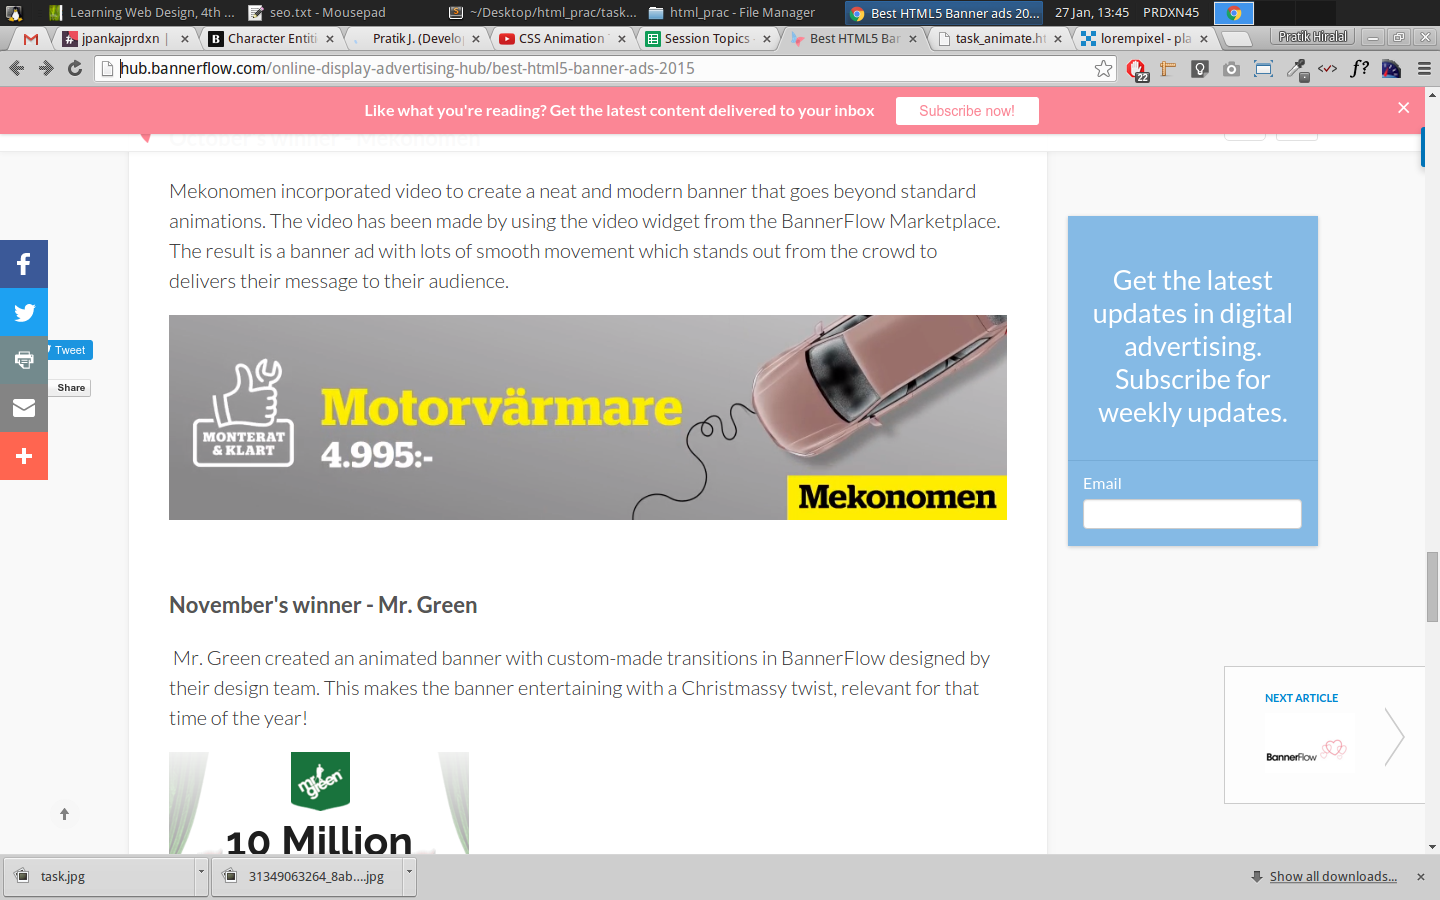 Learning Web Design, 4th ...
seo.txt - Mousepad
~/Desktop/html_prac/task...
html_prac - File Manager
Best HTML5 Banner ads 20...
27 Jan, 13:45
PRDXN45
jpankajprdxn |
Character Entiti
Pratik J. (Develo
CSS Animation
Session Topics -
Best HTML5 Bar
task_animate.ht
lorempixel - pla
Pratik Hiralal
hub.bannerflow.com/online-display-advertising-hub/best-html5-banner-ads-2015
22
f?
Like what you're reading? Get the latest content delivered to your inbox
Subscribe now!
October's winner - Mekonomen
Mekonomen incorporated video to create a neat and modern banner that goes beyond standard
animations. The video has been made by using the video widget from the BannerFlow Marketplace.
The result is a banner ad with lots of smooth movement which stands out from the crowd to
delivers their message to their audience.
Tweet
Share
MONTERAT
& KLART
Motorvärmare
4.995:-
Mekonomen
Get the latest
updates in digital
advertising.
Subscribe for
weekly updates.
Email
November's winner - Mr. Green
Mr. Green created an animated banner with custom-made transitions in BannerFlow designed by
their design team. This makes the banner entertaining with a Christmassy twist, relevant for that
time of the year!
mr green
10 Million
NEXT ARTICLE
BannerFlow
task.jpg
31349063264_8ab....jpg
Show all downloads...